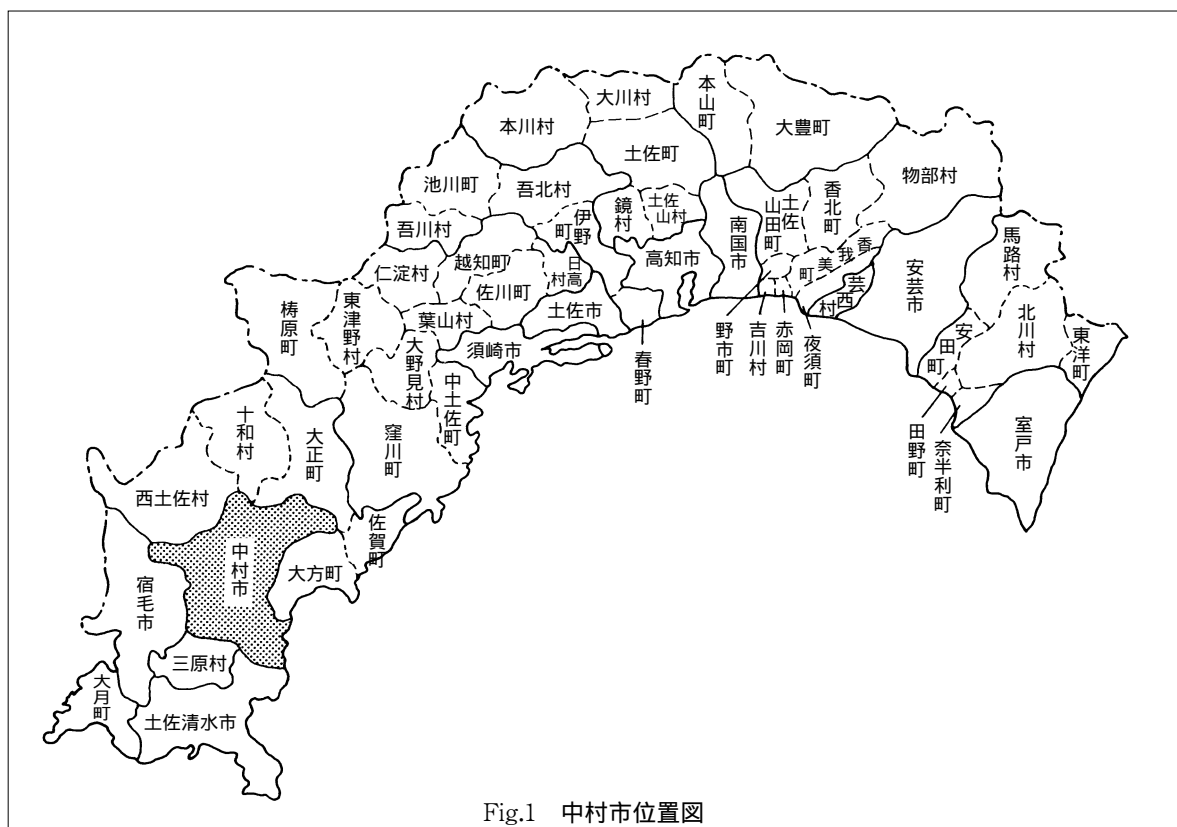 本山町
大川村
本川村
大豊町
土佐町
物部村
池川町
吾北村
香北町
土佐山田町
鏡村
土佐山村
伊野町
南国市
吾川村
高知市
香我美町
馬路村
仁淀村
越知町
日高村
安芸市
佐川町
芸西村
梼原町
東津野村
土佐市
葉山村
北川村
大野見村
須崎市
春野町
野市町
吉川村
赤岡町
夜須町
安田町
東洋町
中土佐町
十和村
大正町
窪川町
田野町
奈半利町
室戸市
西土佐村
佐賀町
中村市
大方町
宿毛市
三原村
大月町
土佐清水市
Fig.1 中村市位置図